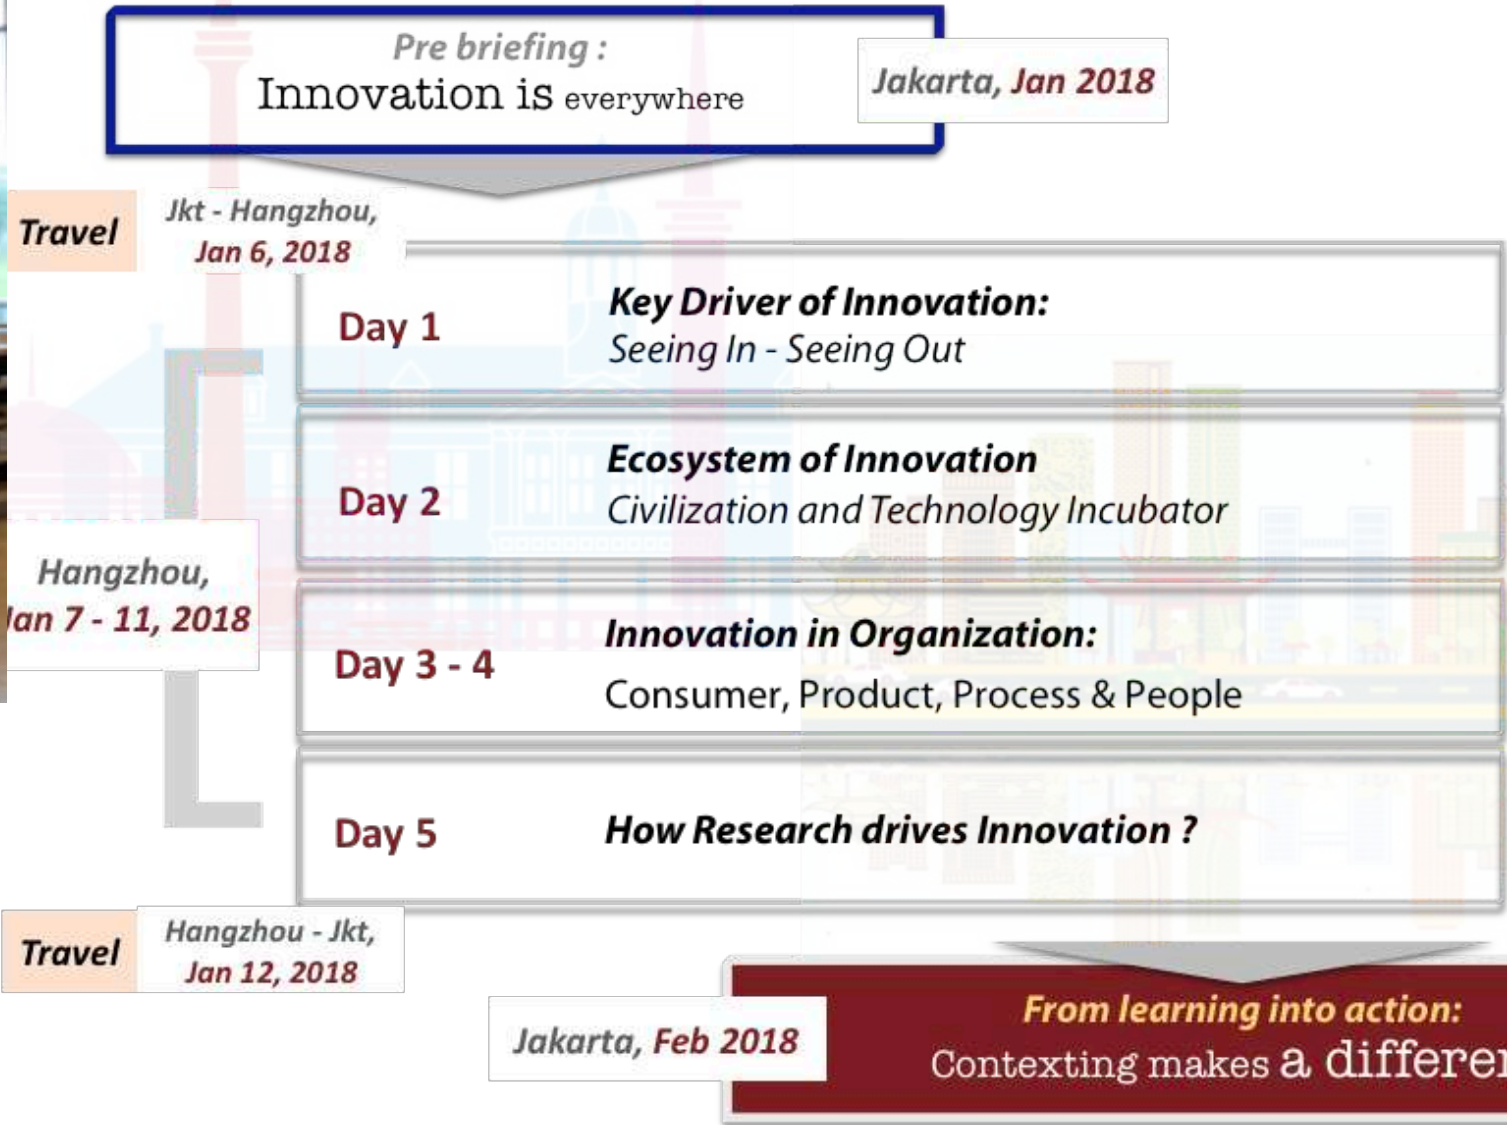 Pre briefing :
Innovation is everywhere
Jakarta, Jan 2018
Travel
Jkt - Hangzhou,
Jan 6, 2018
Day 1
Key Driver of Innovation:
Seeing In - Seeing Out
Day 2
Ecosystem of Innovation
Civilization and Technology Incubator
Hangzhou,
Jan 7 - 11, 2018
Day 3 - 4
Innovation in Organization:
Consumer, Product, Process & People
Day 5
How Research drives Innovation ?
Travel
Hangzhou - Jkt,
Jan 12, 2018
Jakarta, Feb 2018
From learning into action:
Contexting makes a